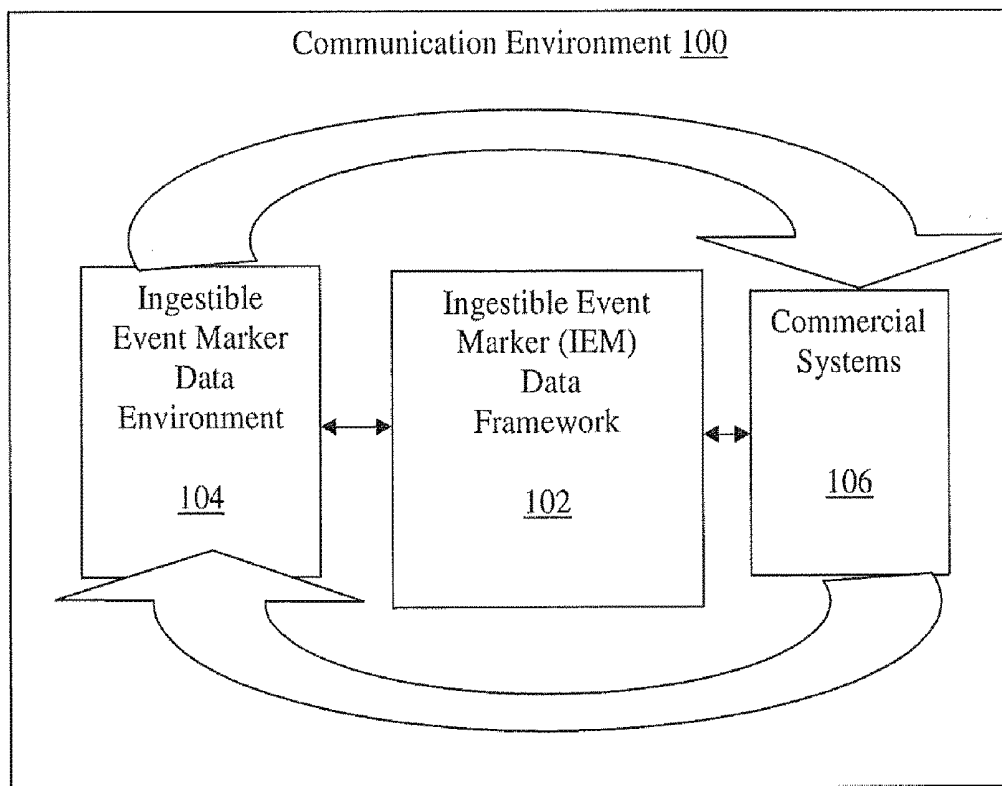 Communication Environment 100
Ingestible
Event Marker
Data
Environment
104
Ingestible Event
Marker (IEM)
Data
Framework
102
Commercial
Systems
106